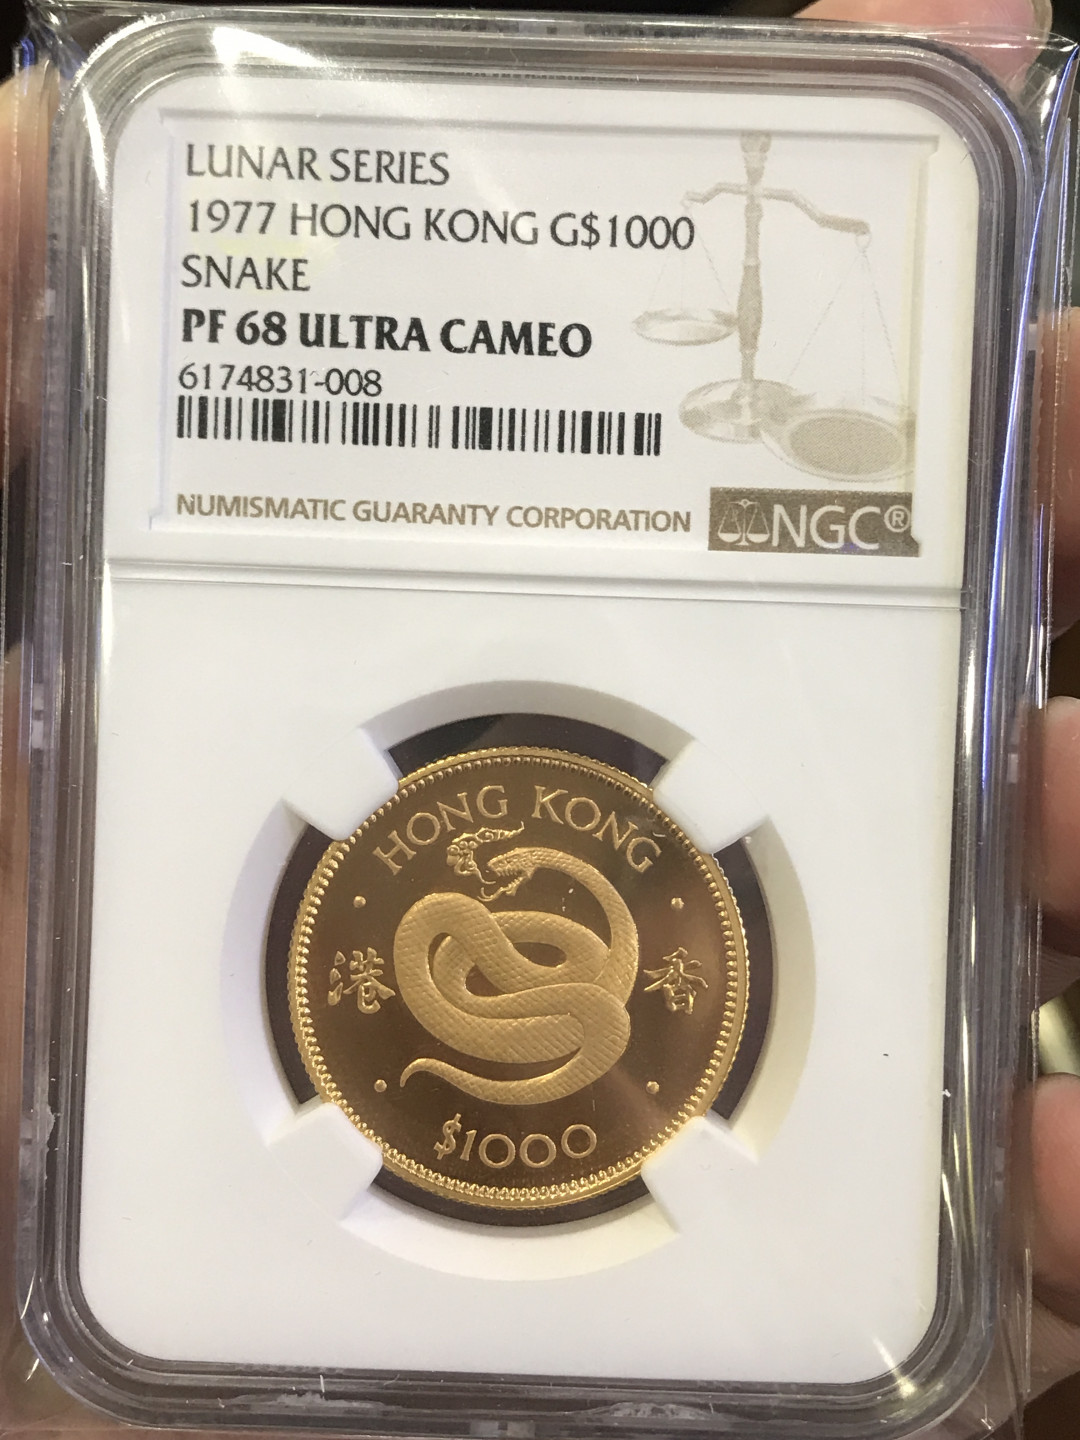 LUNAR SERIES
1977 HONG KONG G$1000
SNAKE
PF 68 ULTRA CAMEO
6174831-008
NUMISMATIC GUARANTY CORPORATION
NGC®
HONG KONG
港 香
$1000